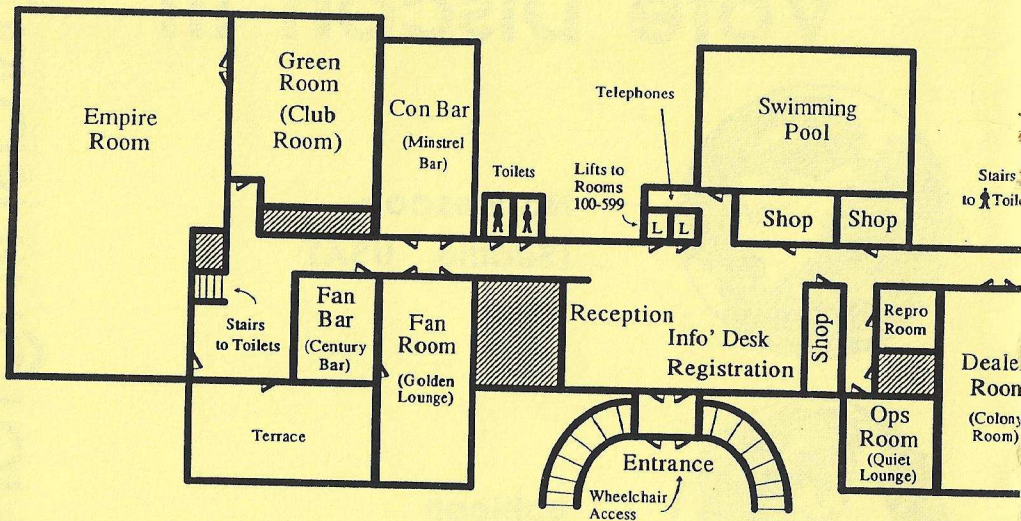 Empire
Room
Green
Room
(Club
Room)
Con Bar
(Minstrel
Bar)
Toilets
Telephones
Lifts to
Rooms
100-599
L
L
Swimming
Pool
Shop
Shop
Stairs
to
Stairs
to Toilets
Fan
Bar
(Century
Bar)
Fan
Room
(Golden
Lounge)
Terrace
Reception
Info' Desk
Registration
Shop
Repro
Room
Ops
Room
(Quiet
Lounge)
Room
(Colony
Room)
Entrance
Wheelchair
Access